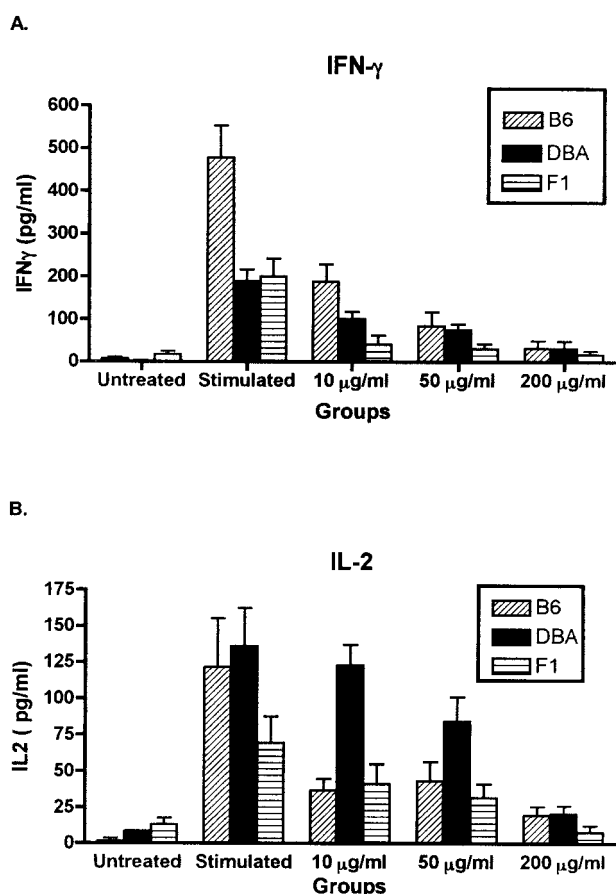 A.
IFN-γ
600
500
400
300
200
100
0
IFNγ (pg/ml)
B6
DBA
F1
Untreated Stimulated 10 μg/ml 50 μg/ml 200 μg/ml
Groups
B.
IL-2
175
150
125
100
75
50
25
0
IL2 ( pg/ml)
B6
DBA
F1
Untreated Stimulated 10 μg/ml 50 μg/ml 200 μg/ml
Groups